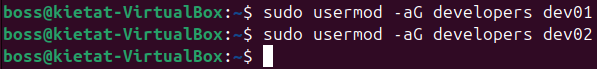 boss@kietat-VirtualBox:~$ sudo usermod -aG developers dev01
boss@kietat-VirtualBox:~$ sudo usermod -aG developers dev02
boss@kietat-VirtualBox:~$